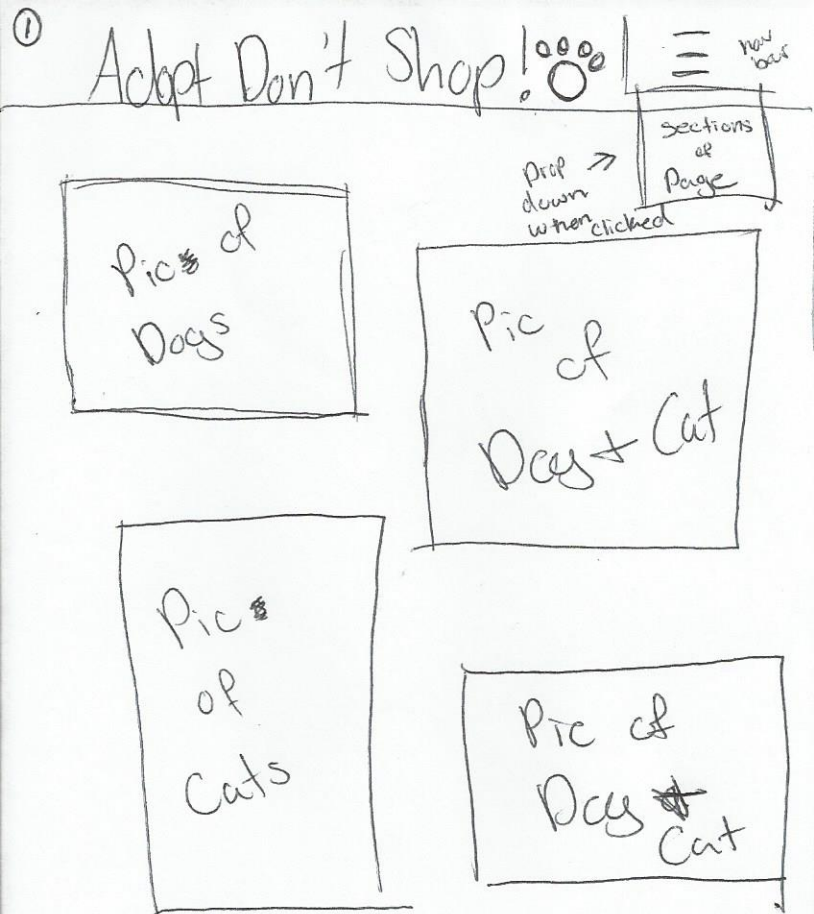 1
Adopt Don't Shop!
nav
bar
sections
of
Page
Drop
down
when clicked
Pic of
Dogs
Pic
of
Dog + Cat
Pic
of
Cats
Pic of
Dog +
Cat